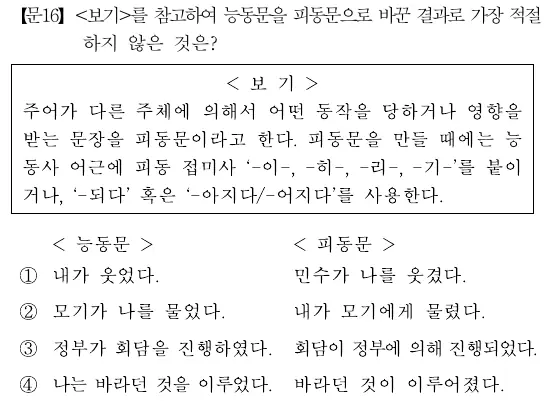 【문16】 <보기>를 참고하여 능동문을 피동문으로 바꾼 결과로 가장 적절
하지 않은 것은?
< 보 기 >
주어가 다른 주체에 의해서 어떤 동작을 당하거나 영향을
받는 문장을 피동문이라고 한다. 피동문을 만들 때에는 능
동사 어근에 피동 접미사 ‘-이-, -히-, -리-, -기-’를 붙이
거나, ‘-되다’ 혹은 ‘-아지다/-어지다’를 사용한다.
< 능동문 > < 피동문 >
① 내가 웃었다. 민수가 나를 웃겼다.
② 모기가 나를 물었다. 내가 모기에게 물렸다.
③ 정부가 회담을 진행하였다. 회담이 정부에 의해 진행되었다.
④ 나는 바라던 것을 이루었다. 바라던 것이 이루어졌다.